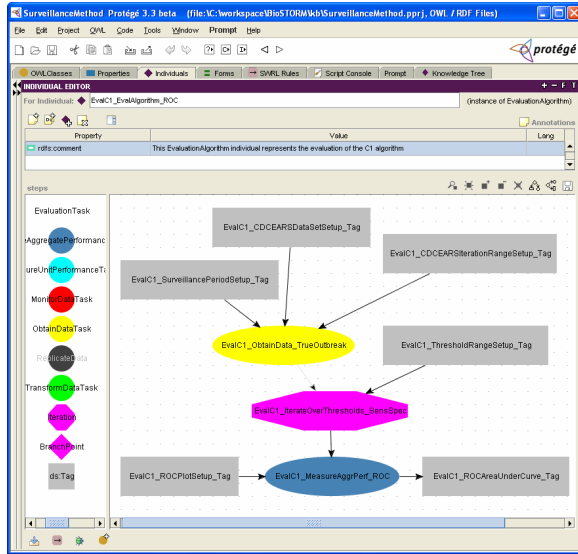 SurveillanceMethod Protégé 3.3 beta (file:\C:\workspace\BioSTORM\kb\SurveillanceMethod.pprj, OWL / RDF Files)
File Edit Project OWL Code Tools Window Prompt Help
protégé
OWLClasses Properties Individuals Forms SWRL Rules Script Console Prompt Knowledge Tree
INDIVIDUAL EDITOR + - F T
For Individual: EvalC1_EvalAlgorithm_ROC (instance of EvaluationAlgorithm)
Annotations
Property Value Lang
rdfs:comment This EvaluationAlgorithm individual represents the evaluation of the C1 algorithm
steps
EvaluationTask
AggregatePerformanc
ureUnitPerformanceTa
MonitorDataTask
ObtainDataTask
ReplicateData
TransformDataTask
Iteration
BranchPoint
ds:Tag
EvalC1_CDCEARSDataSetSetup_Tag
EvalC1_CDCEARSIterationRangeSetup_Tag
EvalC1_SurveillancePeriodSetup_Tag
EvalC1_ObtainData_TrueOutbreak
EvalC1_ThresholdRangeSetup_Tag
EvalC1_IterateOverThresholds_SensSpec
EvalC1_ROCPlotSetup_Tag
EvalC1_MeasureAggrPerf_ROC
EvalC1_ROCAreaUnderCurve_Tag